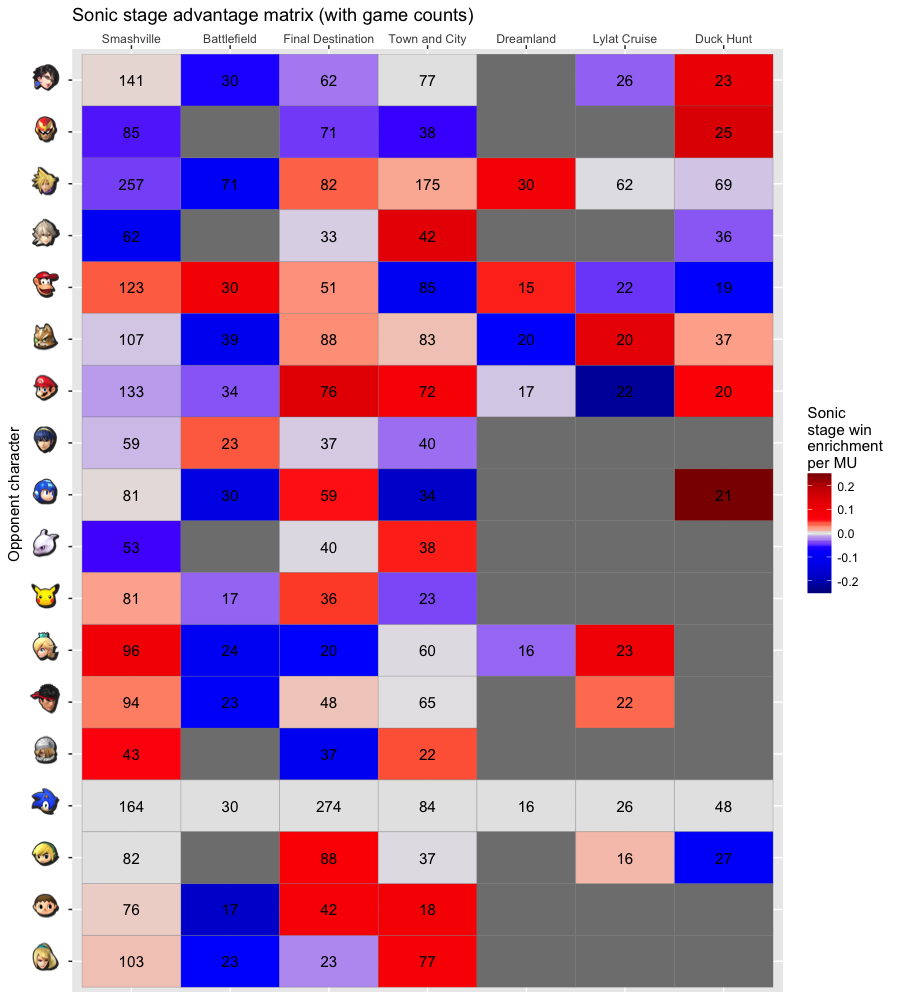 Sonic stage advantage matrix (with game counts)
Smashville Battlefield Final Destination Town and City Dreamland Lylat Cruise Duck Hunt
141 30 62 77 26 23
85 71 38 25
257 71 82 175 30 62 69
62 33 42 36
123 30 51 85 15 22 19
107 39 88 83 20 20 37
133 34 76 72 17 22 20
59 23 37 40
81 30 59 34 21
53 40 38
81 17 36 23
96 24 20 60 16 23
94 23 48 65 22
43 37 22
164 30 274 84 16 26 48
82 88 37 16 27
76 17 42 18
103 23 23 77
Opponent character
Sonic
stage win
enrichment
per MU
0.2
0.1
0.0
-0.1
-0.2